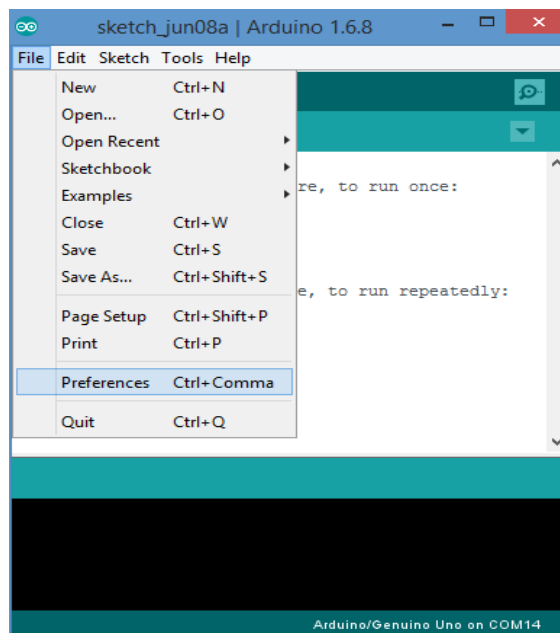 sketch_jun08a | Arduino 1.6.8
File Edit Sketch Tools Help
New Ctrl+N
Open... Ctrl+O
Open Recent
Sketchbook
Examples
Close Ctrl+W
Save Ctrl+S
Save As... Ctrl+Shift+S
Page Setup Ctrl+Shift+P
Print Ctrl+P
Preferences Ctrl+Comma
Quit Ctrl+Q
re, to run once:
e, to run repeatedly:
Arduino/Genuino Uno on COM14